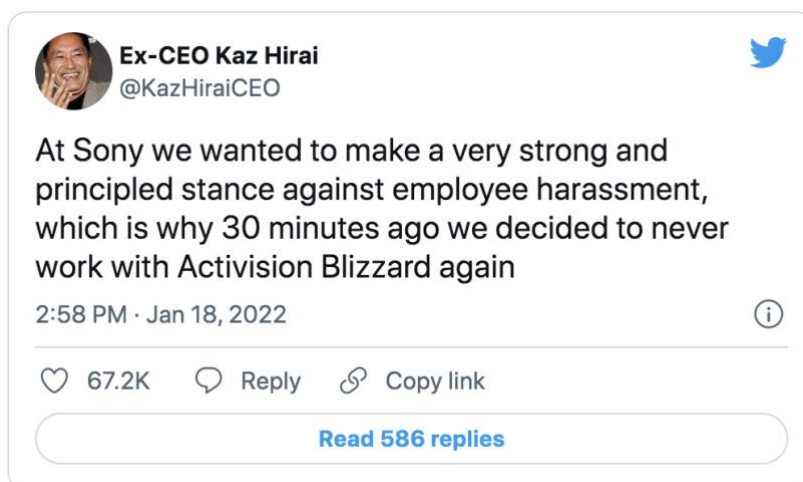 Ex-CEO Kaz Hirai
@KazHiraiCEO
At Sony we wanted to make a very strong and
principled stance against employee harassment,
which is why 30 minutes ago we decided to never
work with Activision Blizzard again
2:58 PM · Jan 18, 2022
67.2K Reply Copy link
Read 586 replies